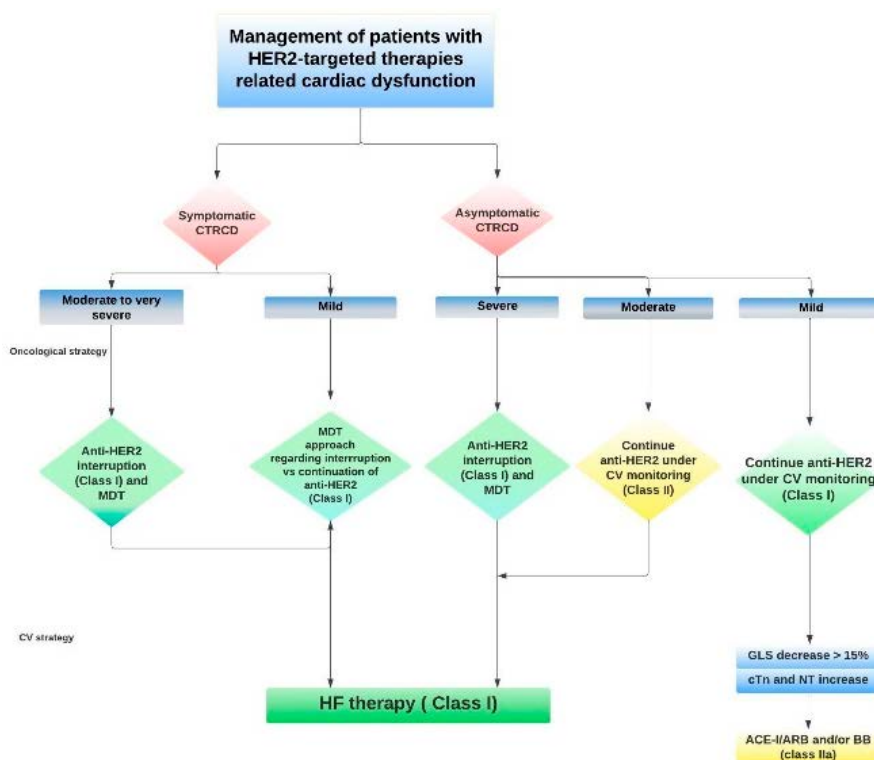 Management of patients with
HER2-targeted therapies
related cardiac dysfunction
Symptomatic
CTRCD
Asymptomatic
CTRCD
Moderate to very
severe
Mild
Severe
Moderate
Mild
Oncological strategy
Anti-HER2
interruption
(Class I) and
MDT
MDT
approach
regarding interrruption
vs continuation of
anti-HER2
(Class I)
Anti-HER2
interruption
(Class I) and
MDT
Continue
anti-HER2 under
CV monitoring
(Class II)
Continue anti-HER2
under CV monitoring
(Class I)
CV strategy
GLS decrease > 15%
cTn and NT increase
HF therapy ( Class I)
ACE-I/ARB and/or BB
(class IIa)